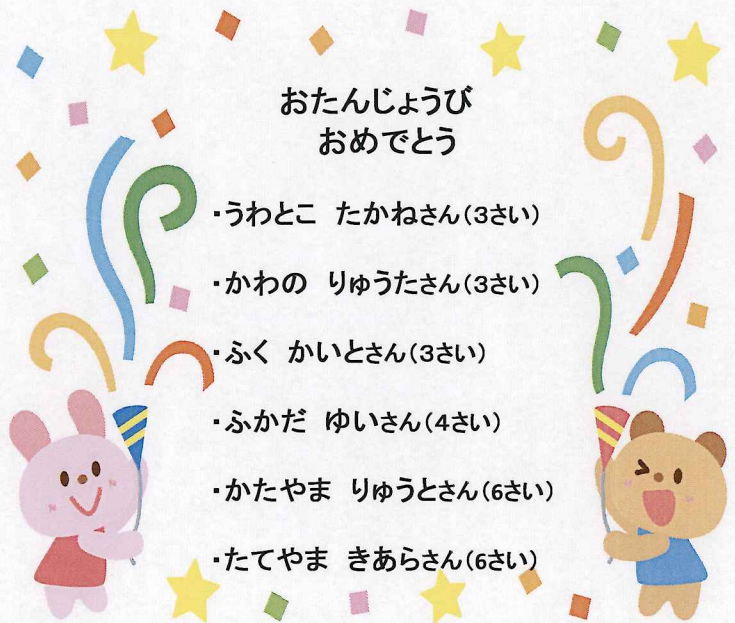 おたんじょうび
おめでとう
・うわとこ　たかねさん（3さい）
・かわの　りゅうたさん（3さい）
・ふく　かいとさん（3さい）
・ふかだ　ゆいさん（4さい）
・かたやま　りゅうとさん（6さい）
・たてやま　きあらさん（6さい）